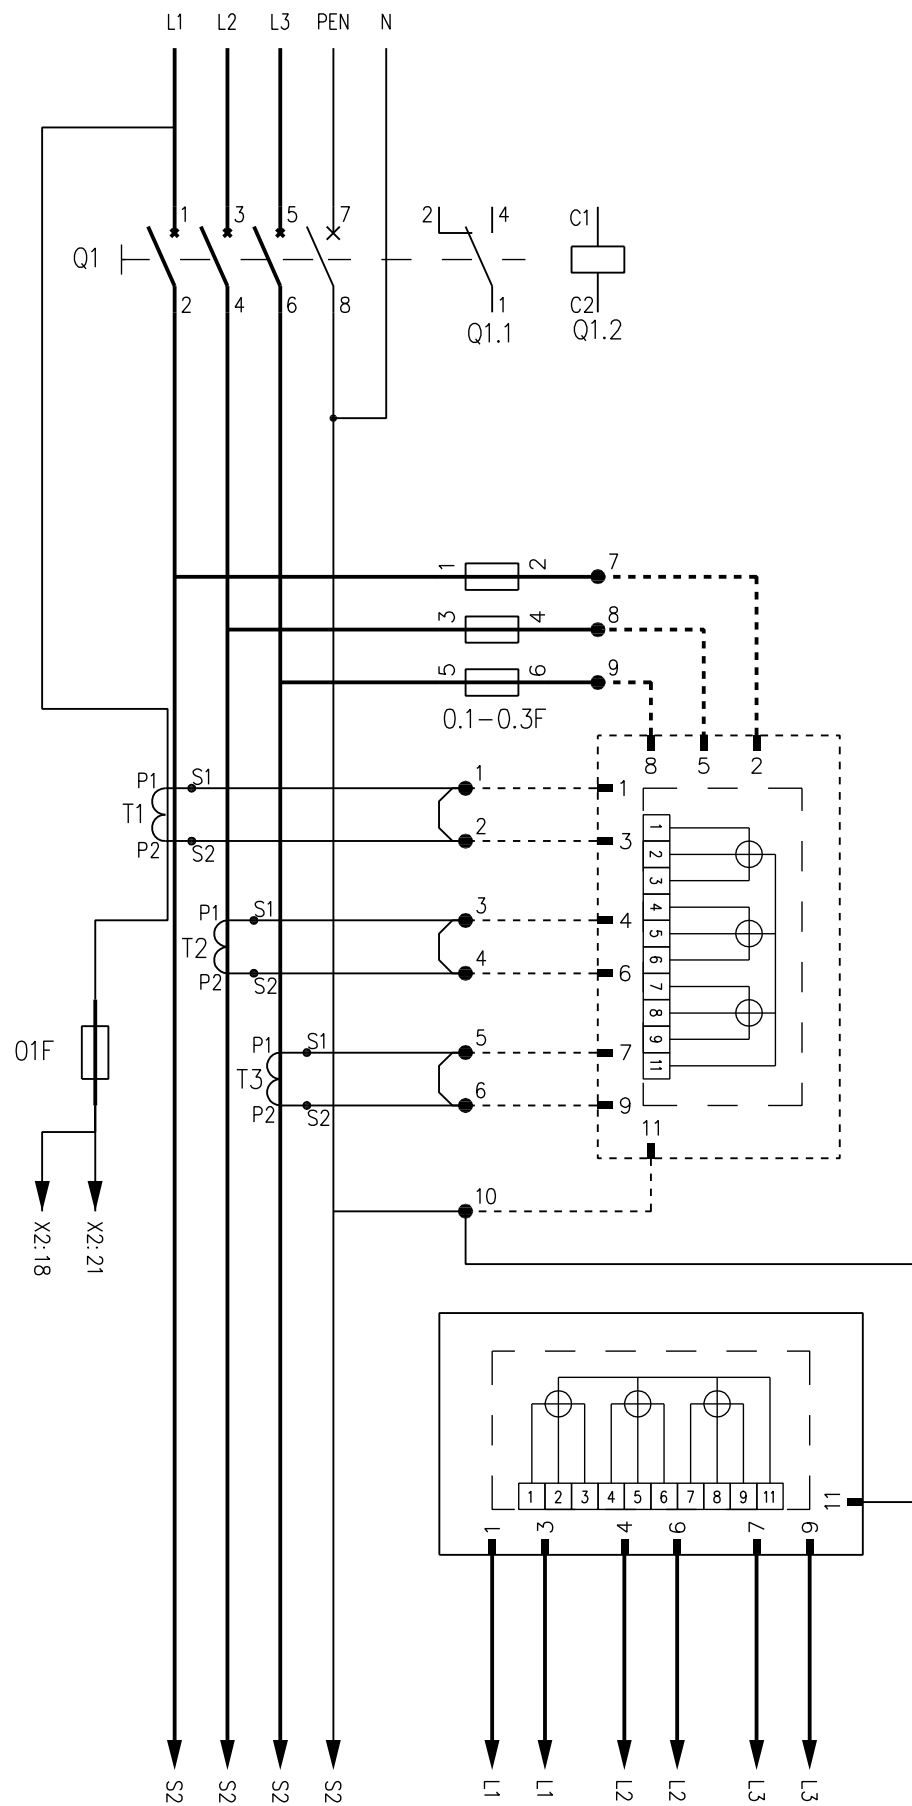 L1 L2 L3 PEN N
1 3 5 7 2 4 C1
Q1
2 4 6 8 1 C2
Q1.1 Q1.2
1 2 7
3 4 8
5 6 9
0.1-0.3F
8 5 2
P1 S1 1 1
T1
P2 S2 2 3
1
2
3
P1 S1 3 4
T2
P2 S2 4 6
4
5
6
7
8
9
11
P1 S1 5 7
T3
P2 S2 6 9
01F
11
10
X2:18 X2:21
1 2 3 4 5 6 7 8 9 11
11
1 3 4 6 7 9
S2 S2 S2 S2 L1 L1 L2 L2 L3 L3